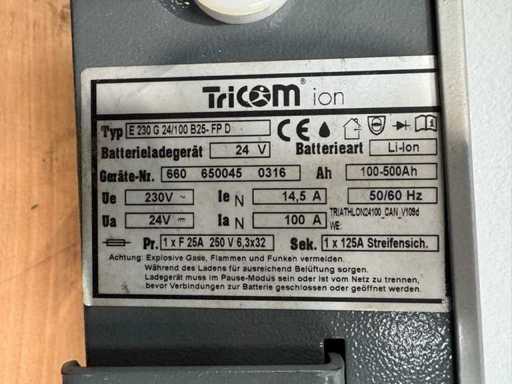 TriCOM ion
Typ E 230 G 24/100 B25- FP D
CE
Batterieladegerät 24 V Batterieart Li-Ion
Geräte-Nr. 660 650045 0316 Ah 100-500Ah
Ue 230V~ Ie N 14,5 A 50/60 Hz
Ua 24V⎓ Ia N 100 A TRIATHLON24100_CAN_V109d
WE:
Pr. 1 x F 25A 250 V 6,3x32 Sek. 1 x 125A Streifensich.
Achtung: Explosive Gase, Flammen und Funken vermeiden.
Während des Ladens für ausreichend Belüftung sorgen.
Ladegerät muss im Pause-Modus sein oder ist vom Netz zu trennen,
bevor Verbindungen zur Batterie geschlossen oder geöffnet werden.